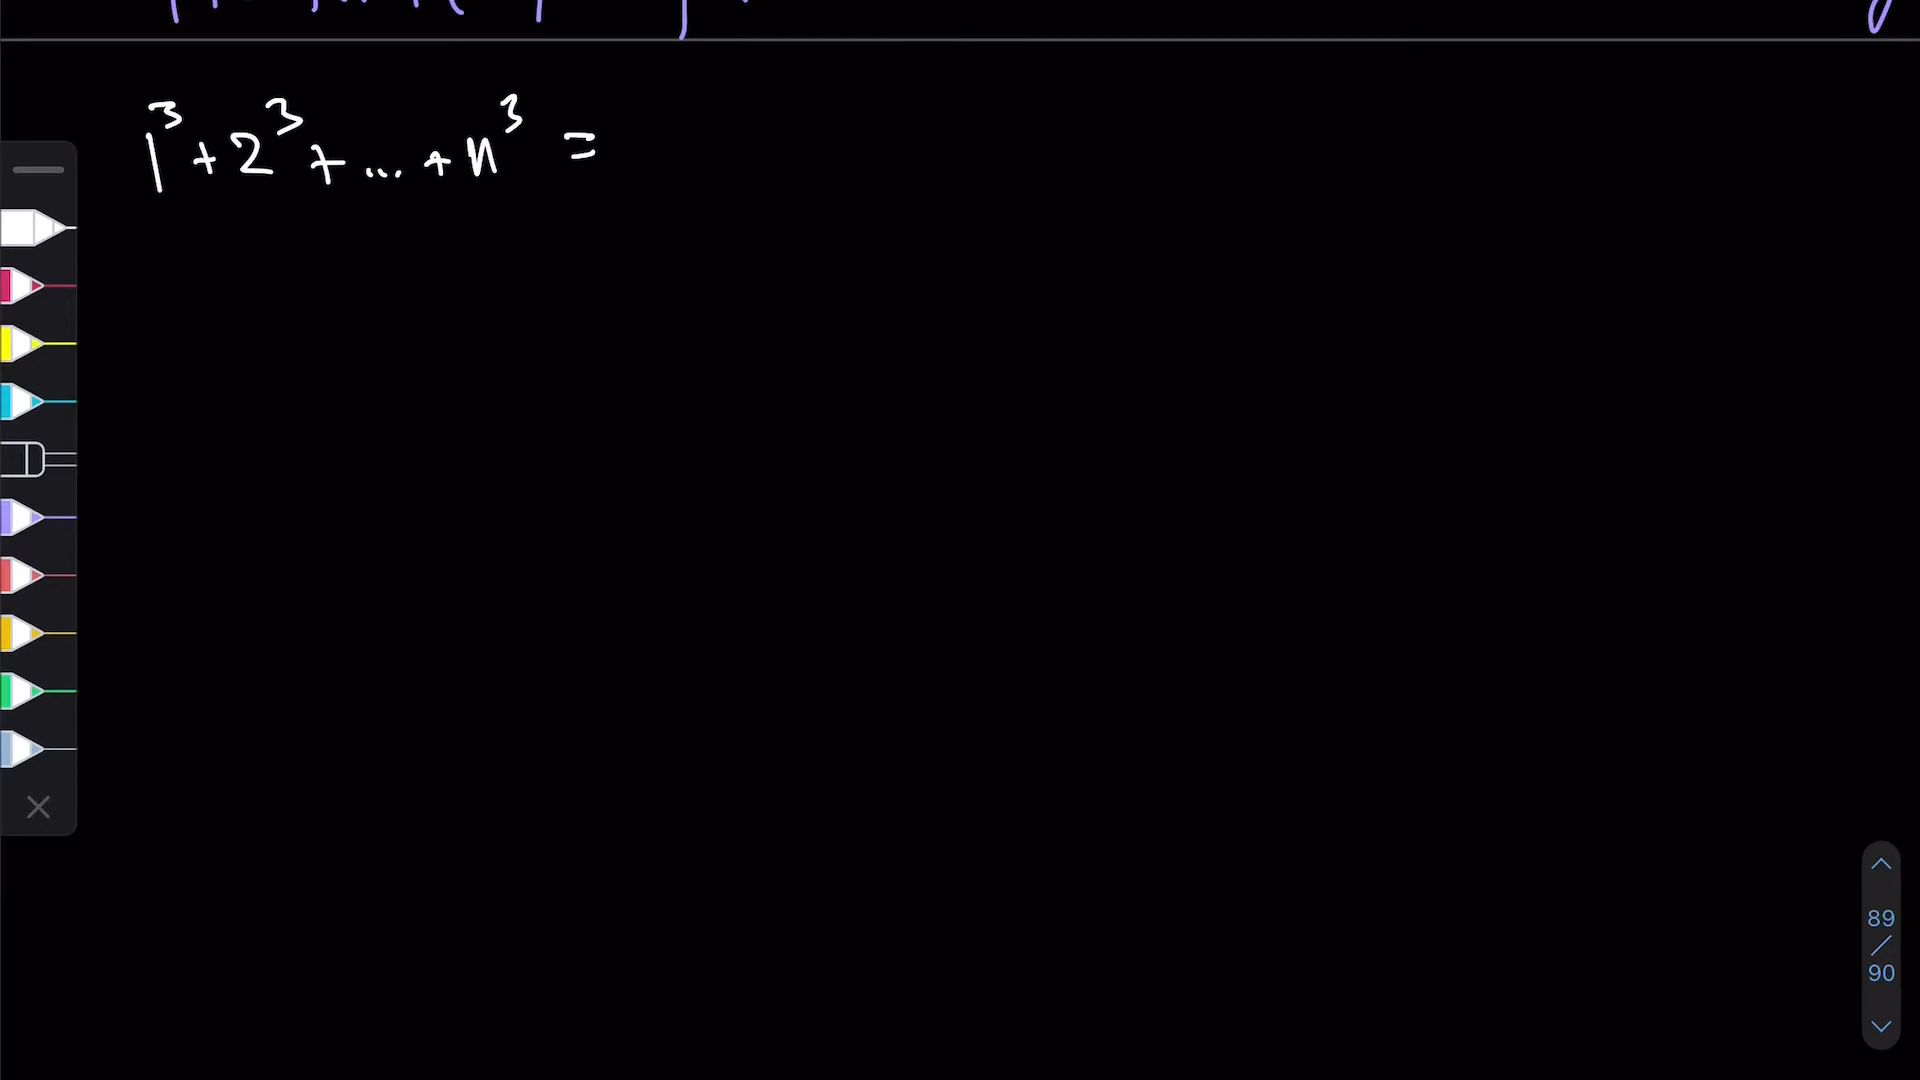 1³+2³+...+n³ =
89
/
90